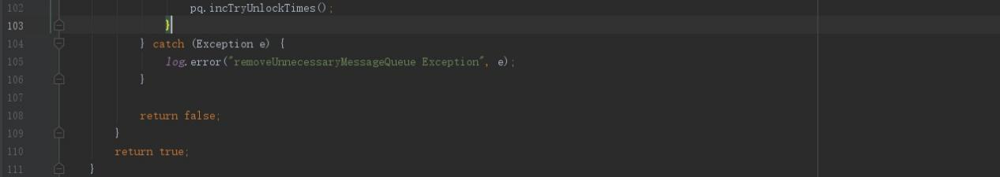 102 pq.incTryUnlockTimes();
103 }
104 } catch (Exception e) {
105 log.error("removeUnnecessaryMessageQueue Exception", e);
106 }
107
108 return false;
109 }
110 return true;
111 }